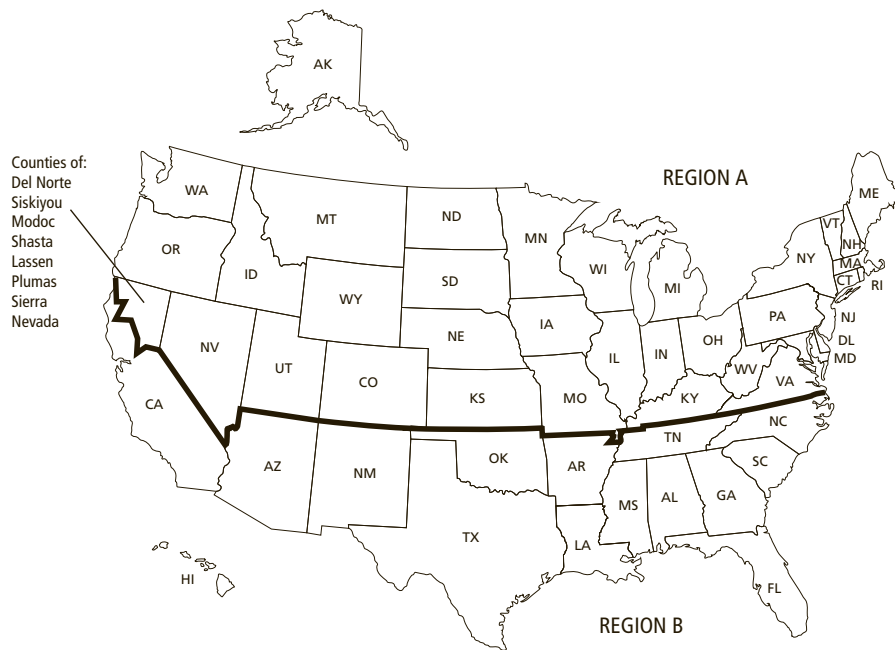 AK
Counties of:
Del Norte
Siskiyou
Modoc
Shasta
Lassen
Plumas
Sierra
Nevada
REGION A
WA
OR
ID
MT
ND
MN
WI
MI
ME
VT
NH
MA
NY
CT
RI
WY
SD
NE
IA
IL
IN
OH
PA
NJ
DL
MD
WV
VA
NV
UT
CO
KS
MO
KY
CA
AZ
NM
OK
AR
TN
NC
SC
TX
LA
MS
AL
GA
FL
HI
REGION B